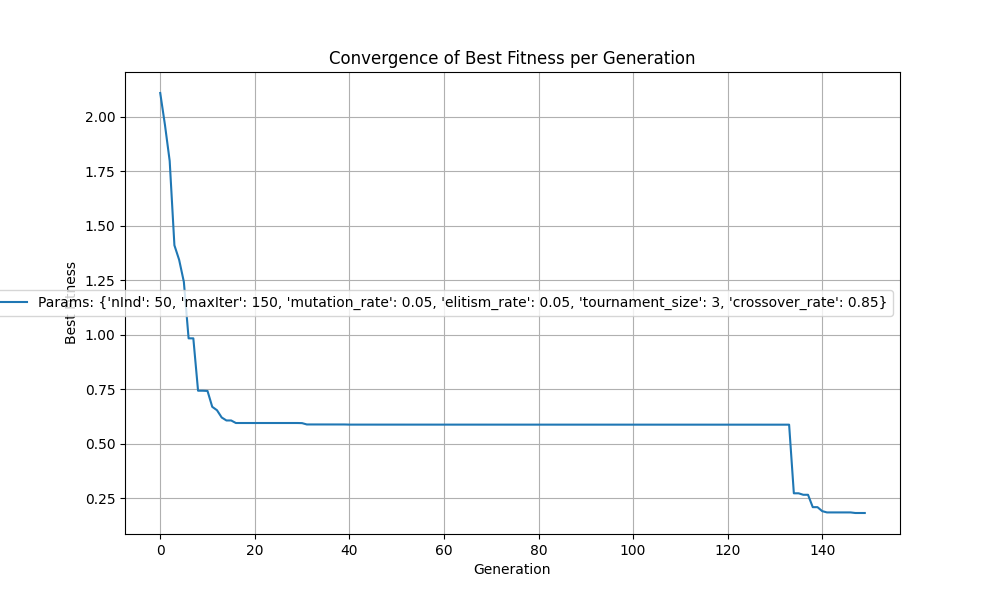 Convergence of Best Fitness per Generation
2.00
1.75
1.50
1.25
1.00
0.75
0.50
0.25
Best
Params: {'nInd': 50, 'maxIter': 150, 'mutation_rate': 0.05, 'elitism_rate': 0.05, 'tournament_size': 3, 'crossover_rate': 0.85}
0 20 40 60 80 100 120 140
Generation